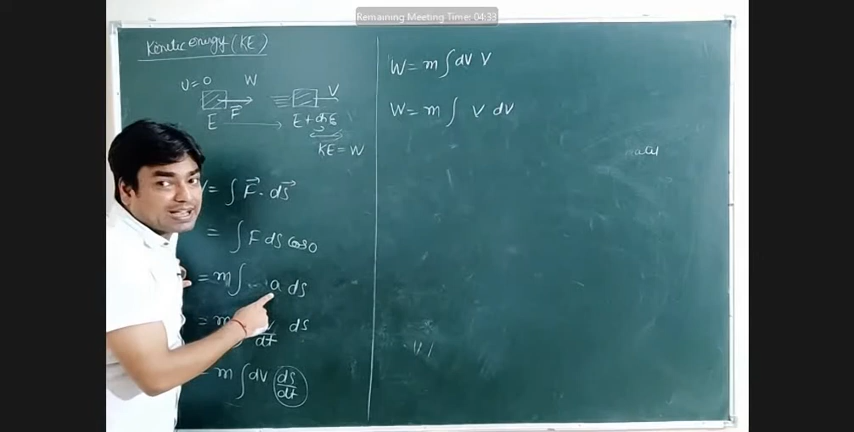 Remaining Meeting Time: 04:33
Kinetic energy (KE)
U=0 W
V
F⃗
E E+
KE = W
= ∫ F⃗ . ds⃗
= ∫ F ds cos0
= m ∫ a ds
= m ds
dt
= m ∫ dV ds/dt
W = m ∫ dV V
W = m ∫ V dV